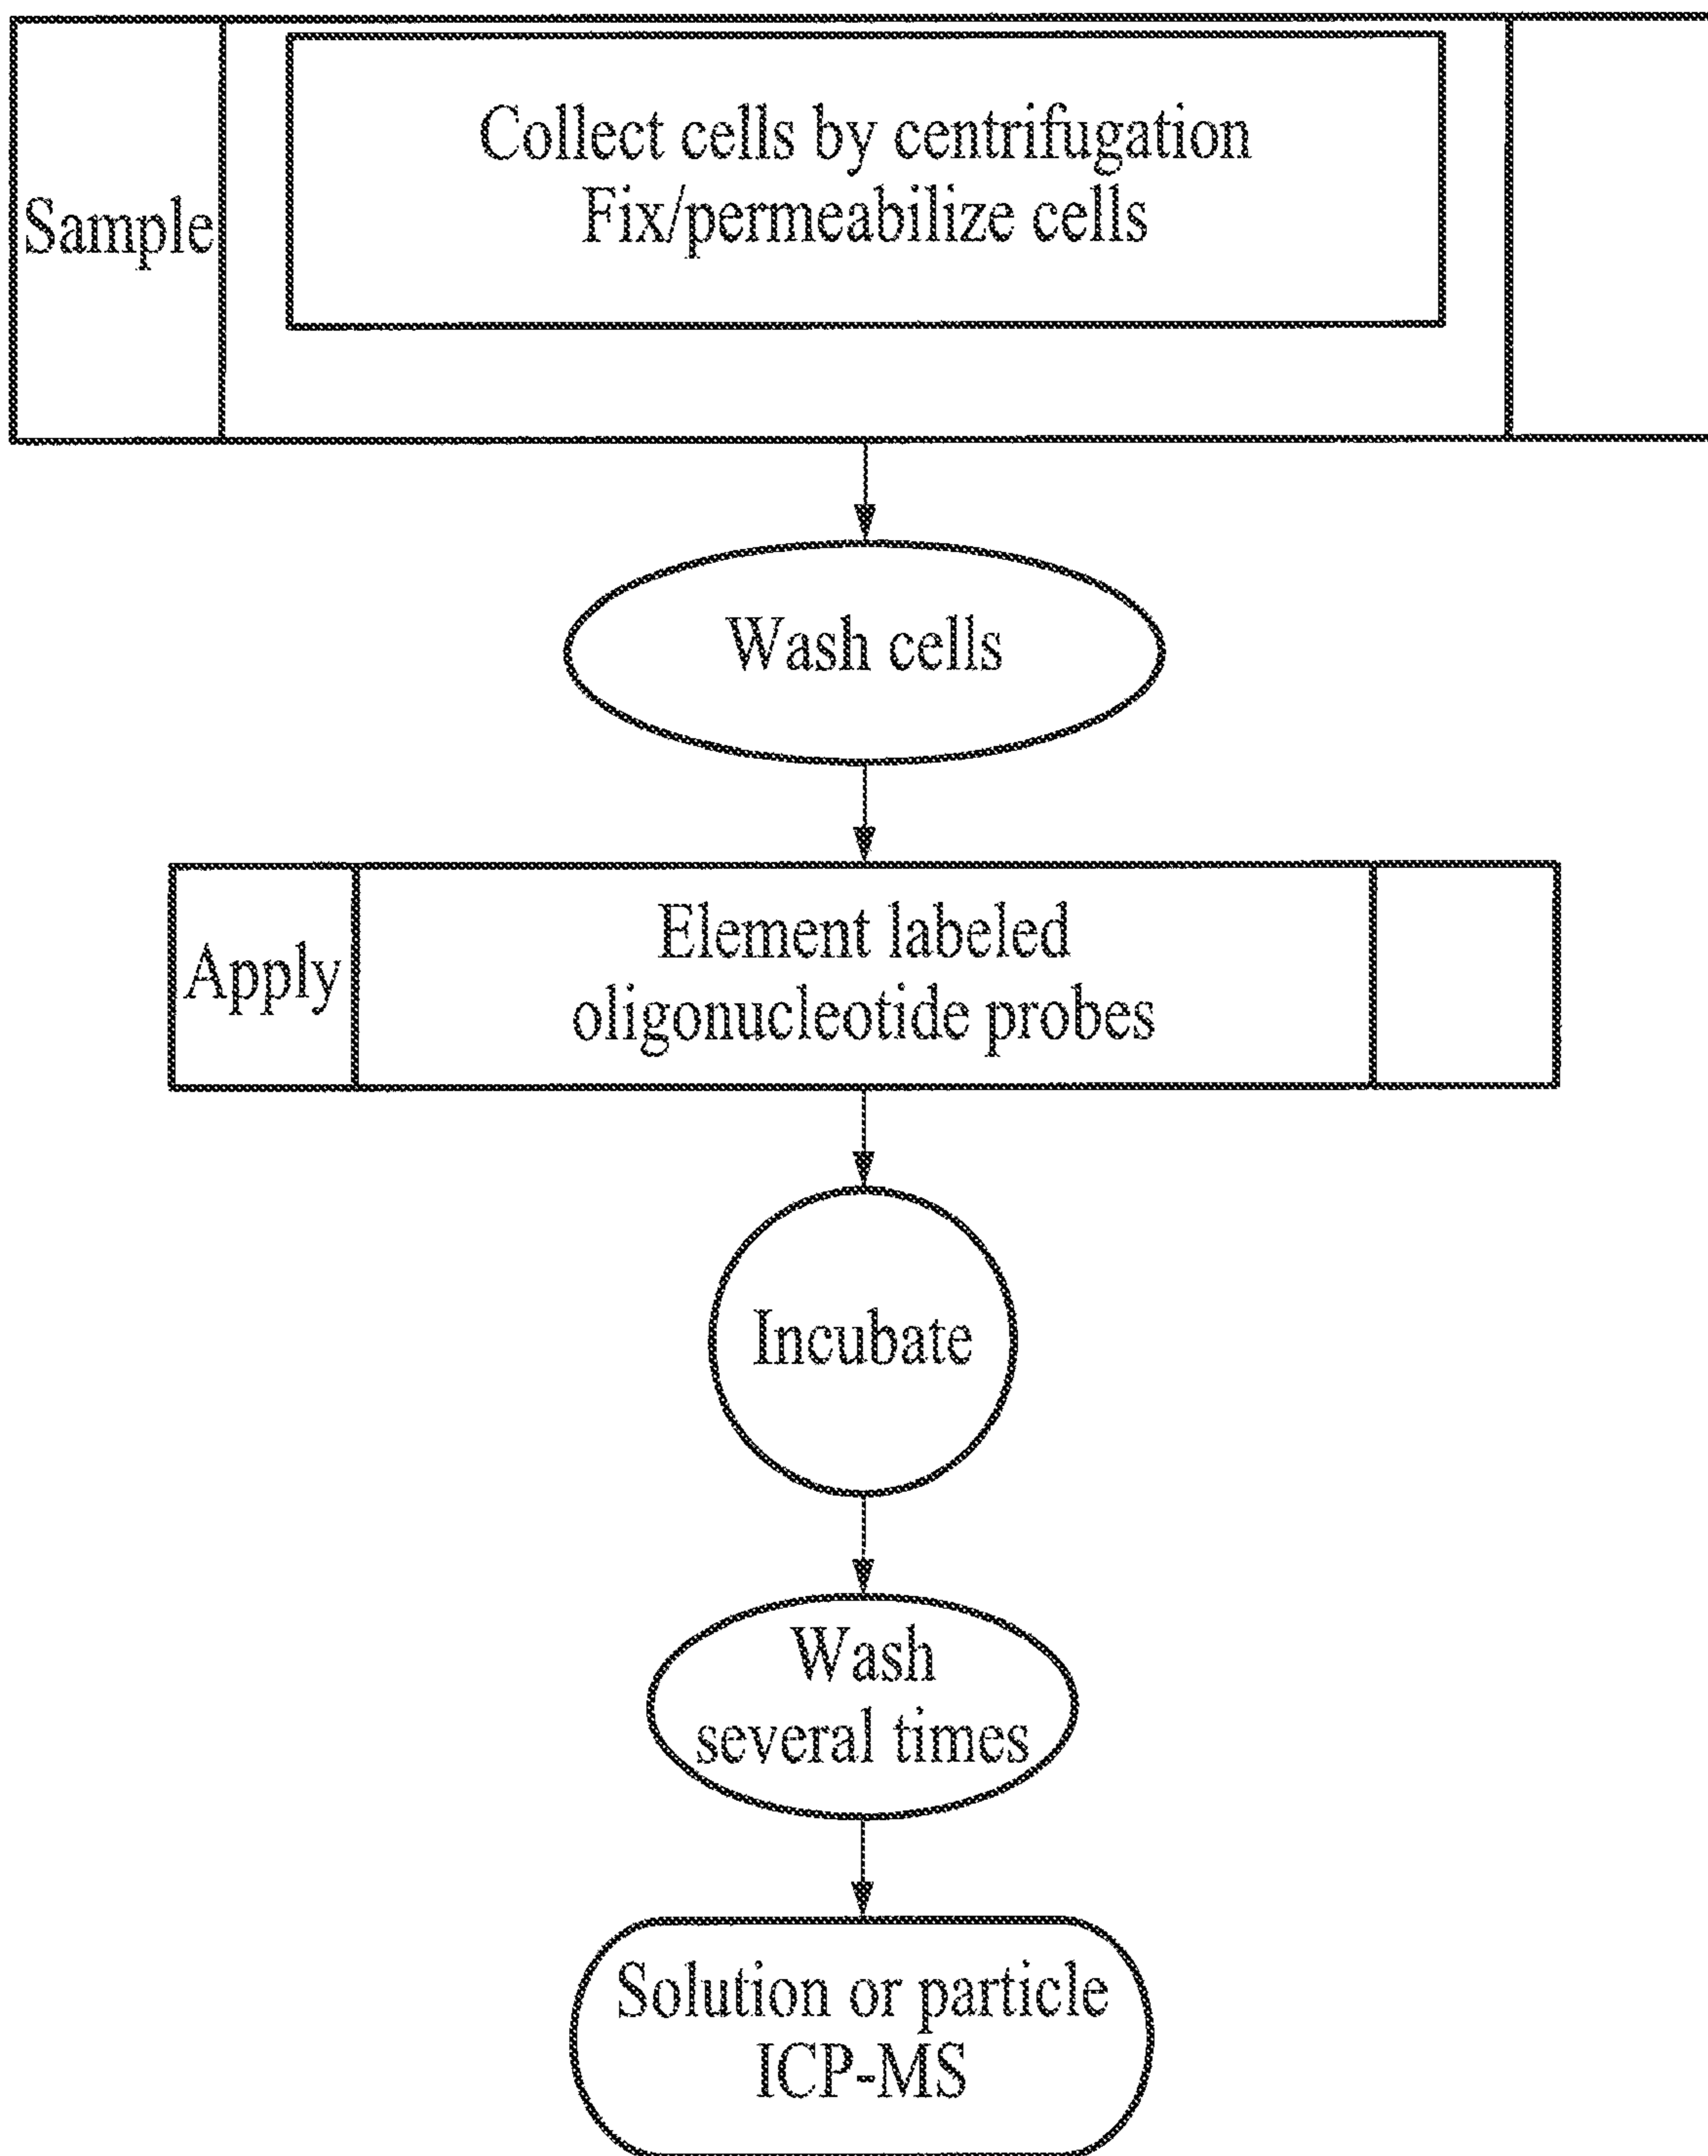 Sample
Collect cells by centrifugation
Fix/permeabilize cells
Wash cells
Apply
Element labeled
oligonucleotide probes
Incubate
Wash
several times
Solution or particle
ICP-MS